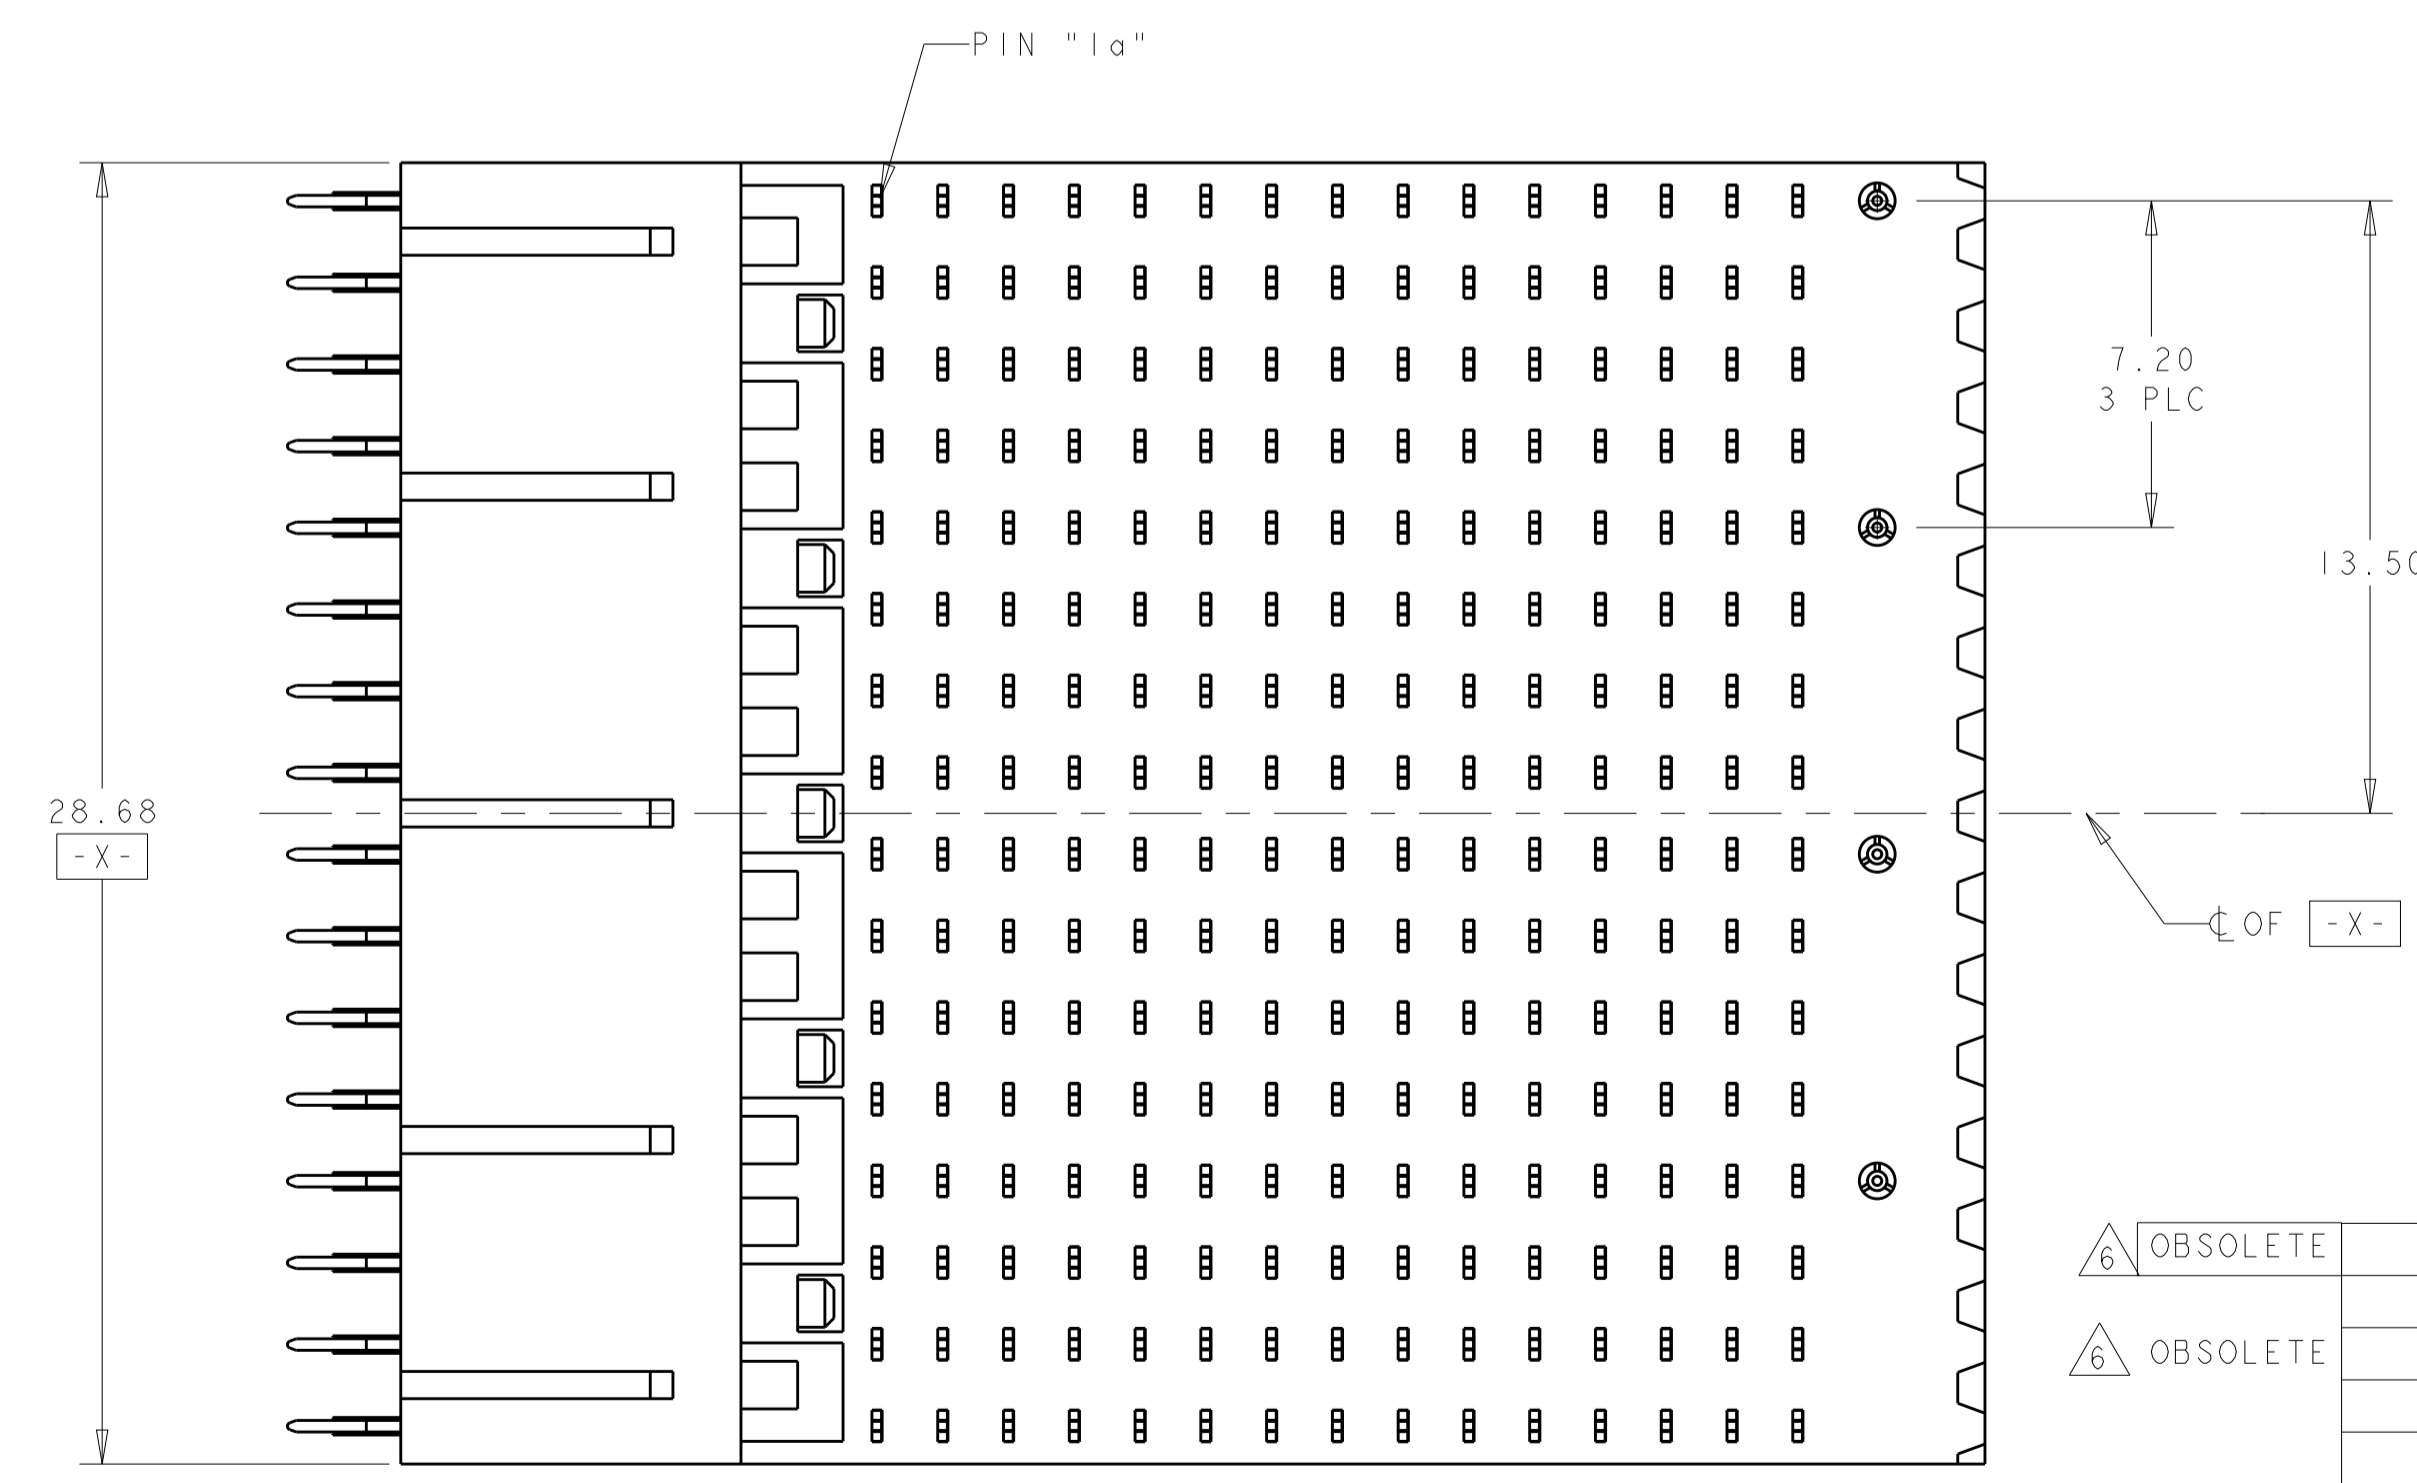 PIN "1a"
7.20
3 PLC
13.50
28.68
-X-
℄ OF -X-
6 OBSOLETE
6 OBSOLETE